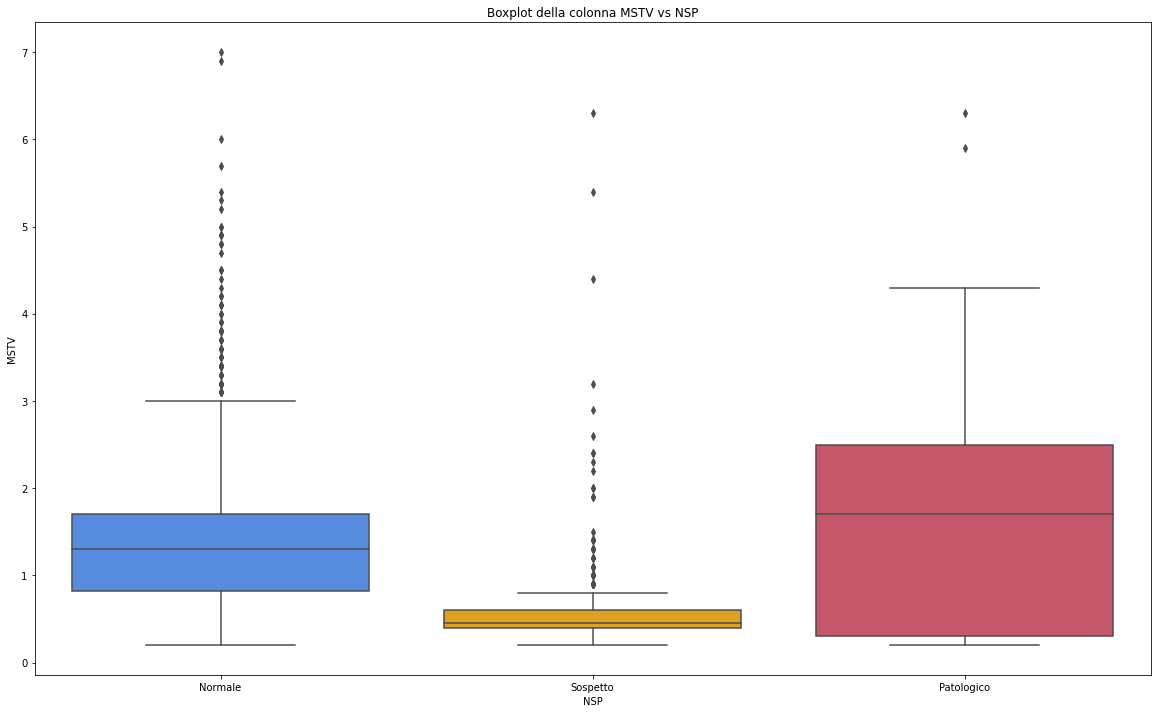 Boxplot della colonna MSTV vs NSP
7
6
5
4
3
2
1
0
MSTV
Normale
Sospetto
Patologico
NSP